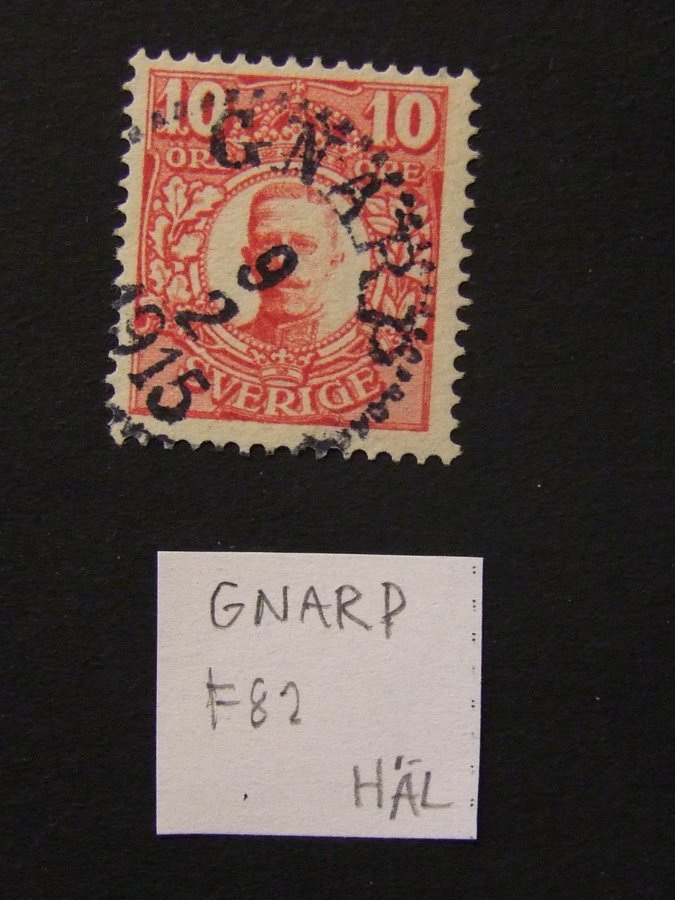 10 10
ÖRE ÖRE
GNARP
9
2
1915
SVERIGE
GNARP
F82
HÄL